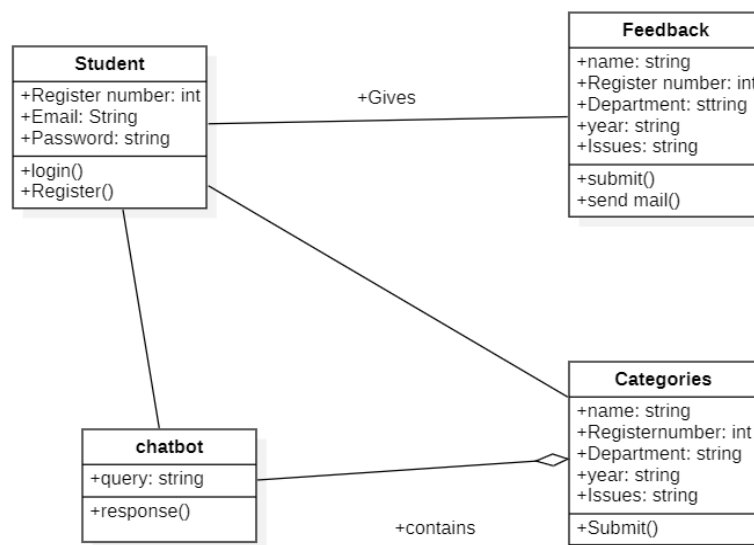 Student
+Register number: int
+Email: String
+Password: string
+login()
+Register()
+Gives
Feedback
+name: string
+Register number: int
+Department: sttring
+year: string
+Issues: string
+submit()
+send mail()
chatbot
+query: string
+response()
+contains
Categories
+name: string
+Registernumber: int
+Department: string
+year: string
+Issues: string
+Submit()